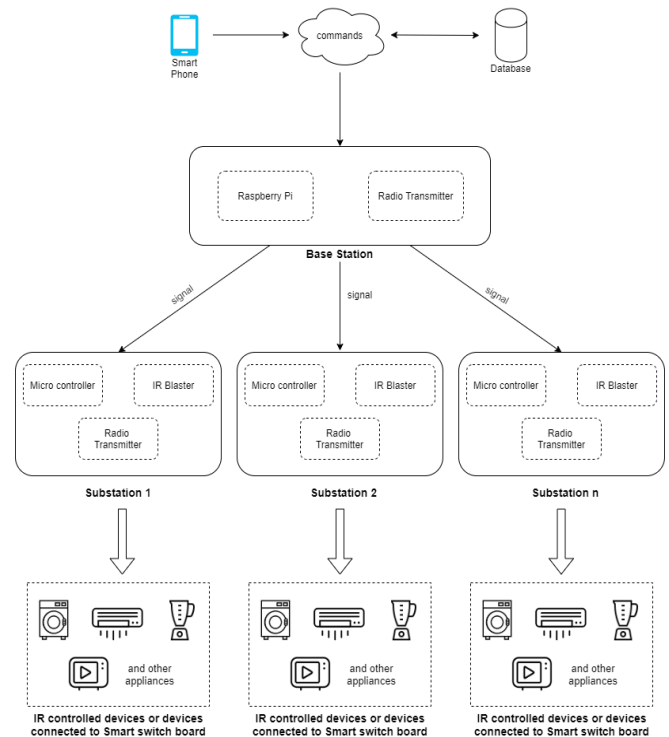 commands
Smart
Phone
Database
Raspberry Pi
Radio Transmitter
Base Station
signal
signal
signal
Micro controller
IR Blaster
Radio
Transmitter
Micro controller
IR Blaster
Radio
Transmitter
Micro controller
IR Blaster
Radio
Transmitter
Substation 1
Substation 2
Substation n
and other
appliances
and other
appliances
and other
appliances
IR controlled devices or devices
connected to Smart switch board
IR controlled devices or devices
connected to Smart switch board
IR controlled devices or devices
connected to Smart switch board